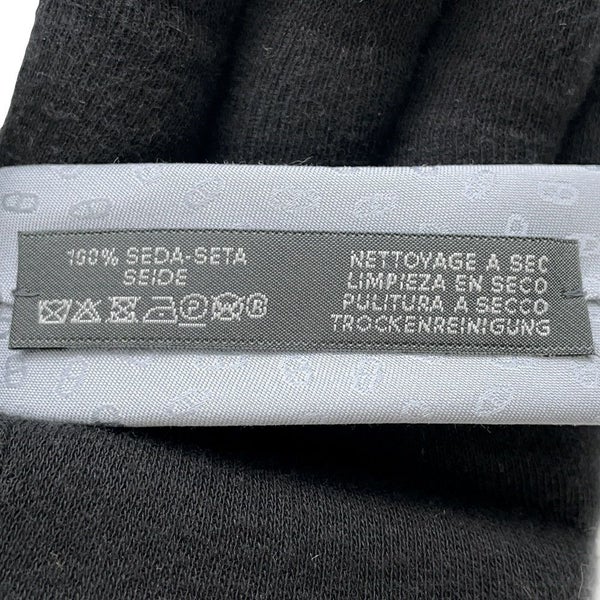 100% SEDA-SETA
SEIDE
NETTOYAGE A SEC
LIMPIEZA EN SECO
PULITURA A SECCO
TROCKENREINIGUNG